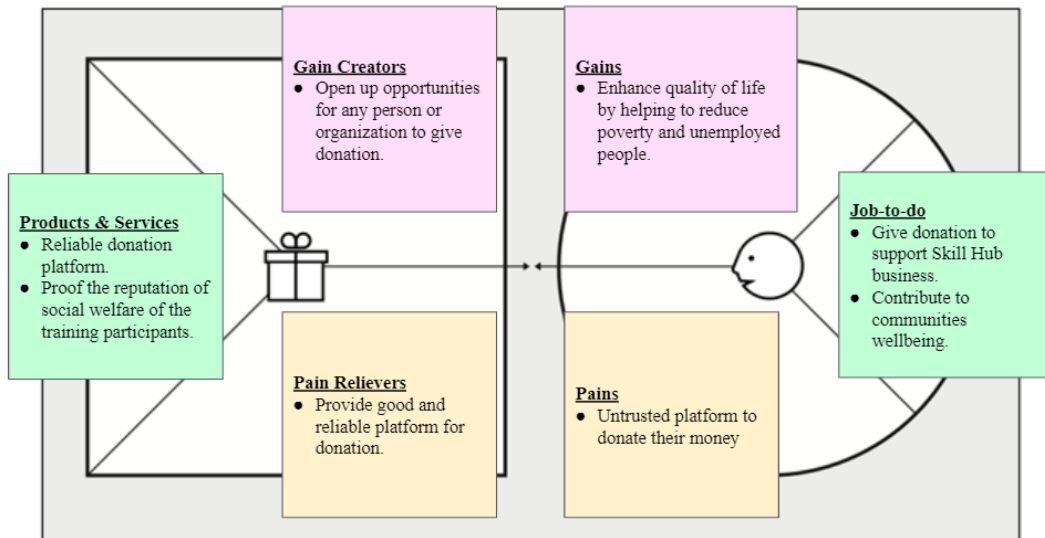 Gain Creators
● Open up opportunities
for any person or
organization to give
donation.
Gains
● Enhance quality of life
by helping to reduce
poverty and unemployed
people.
Products & Services
● Reliable donation
platform.
● Proof the reputation of
social welfare of the
training participants.
Job-to-do
● Give donation to
support Skill Hub
business.
● Contribute to
communities
wellbeing.
Pain Relievers
● Provide good and
reliable platform for
donation.
Pains
● Untrusted platform to
donate their money